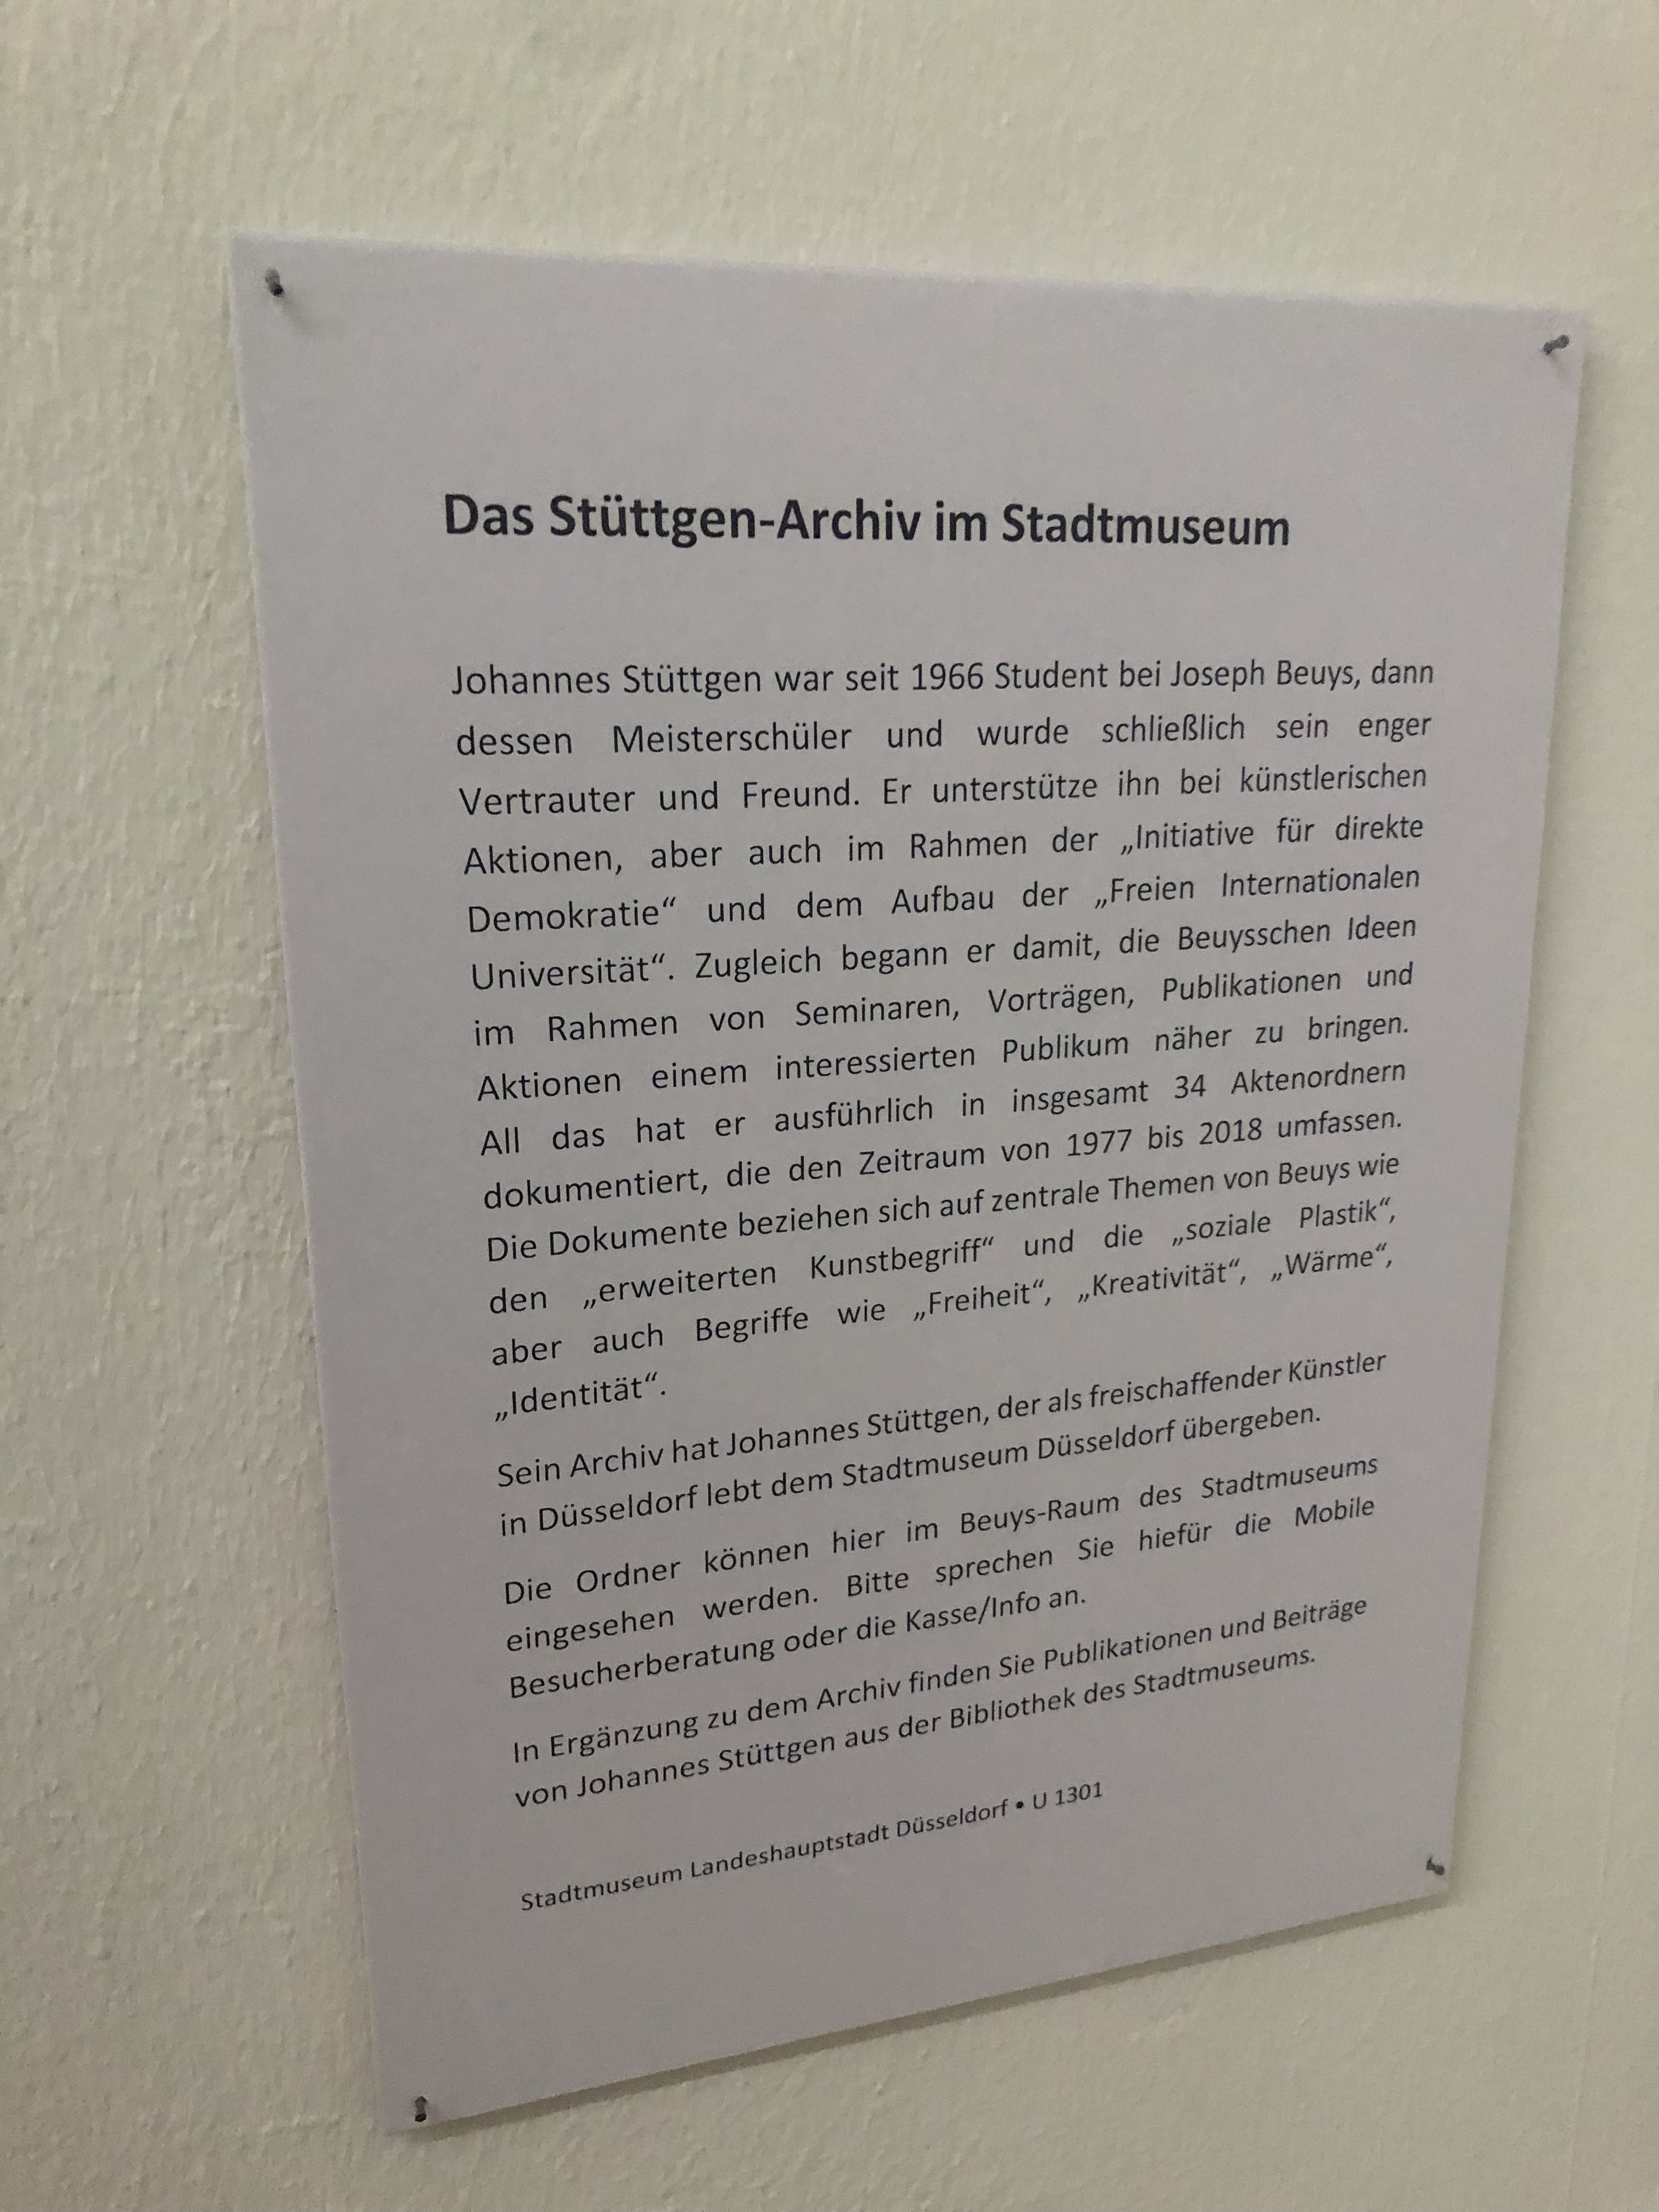 Das Stüttgen-Archiv im Stadtmuseum
Johannes Stüttgen war seit 1966 Student bei Joseph Beuys, dann
dessen Meisterschüler und wurde schließlich sein enger
Vertrauter und Freund. Er unterstütze ihn bei künstlerischen
Aktionen, aber auch im Rahmen der „Initiative für direkte
Demokratie“ und dem Aufbau der „Freien Internationalen
Universität“. Zugleich begann er damit, die Beuysschen Ideen
im Rahmen von Seminaren, Vorträgen, Publikationen und
Aktionen einem interessierten Publikum näher zu bringen.
All das hat er ausführlich in insgesamt 34 Aktenordnern
dokumentiert, die den Zeitraum von 1977 bis 2018 umfassen.
Die Dokumente beziehen sich auf zentrale Themen von Beuys wie
den „erweiterten Kunstbegriff“ und die „soziale Plastik“,
aber auch Begriffe wie „Freiheit“, „Kreativität“, „Wärme“,
„Identität“.
Sein Archiv hat Johannes Stüttgen, der als freischaffender Künstler
in Düsseldorf lebt dem Stadtmuseum Düsseldorf übergeben.
Die Ordner können hier im Beuys-Raum des Stadtmuseums
eingesehen werden. Bitte sprechen Sie hiefür die Mobile
Besucherberatung oder die Kasse/Info an.
In Ergänzung zu dem Archiv finden Sie Publikationen und Beiträge
von Johannes Stüttgen aus der Bibliothek des Stadtmuseums.
Stadtmuseum Landeshauptstadt Düsseldorf • U 1301